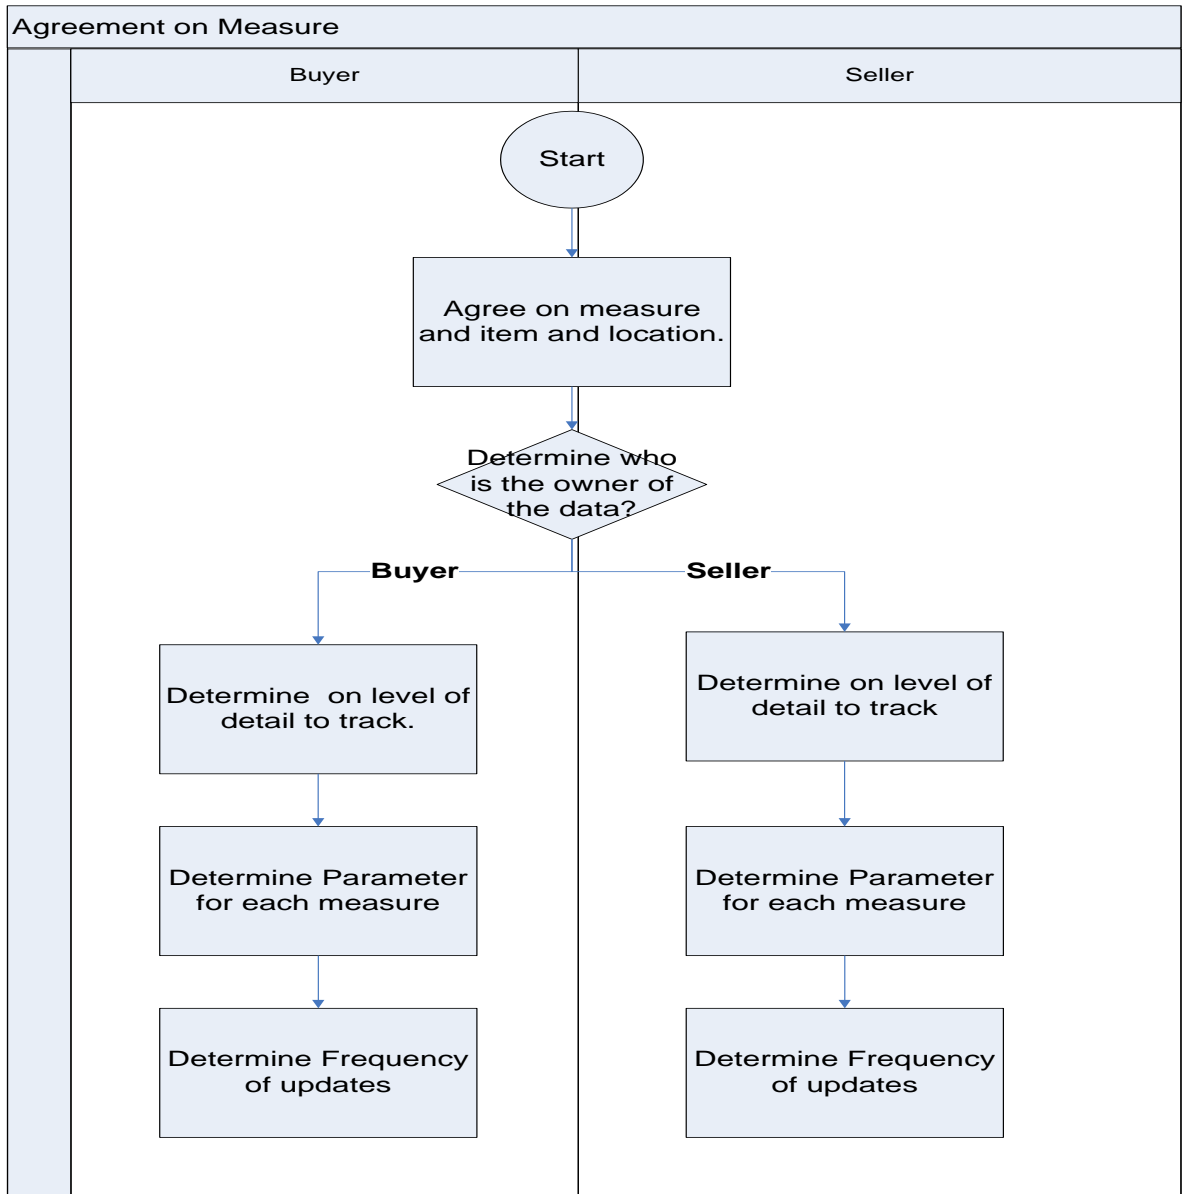 Agreement on Measure
Buyer
Seller
Start
Agree on measure
and item and location.
Determine who
is the owner of
the data?
Buyer
Seller
Determine  on level of
detail to track.
Determine on level of
detail to track
Determine Parameter
for each measure
Determine Parameter
for each measure
Determine Frequency
of updates
Determine Frequency
of updates